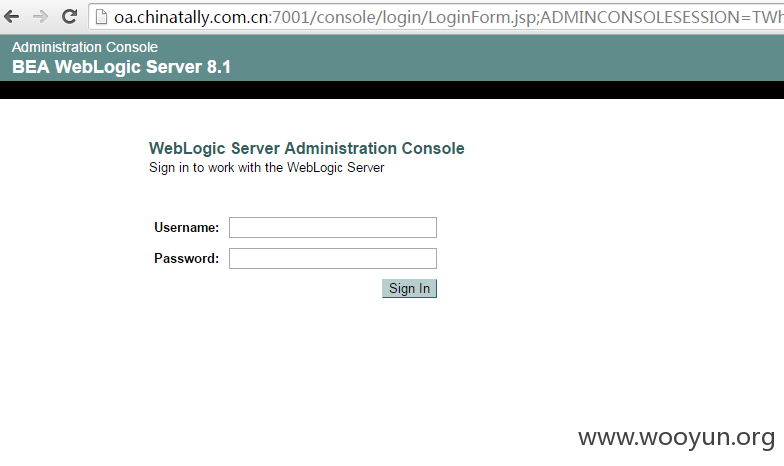 oa.chinatally.com.cn:7001/console/login/LoginForm.jsp;ADMINCONSOLESESSION=TWh
Administration Console
BEA WebLogic Server 8.1
WebLogic Server Administration Console
Sign in to work with the WebLogic Server
Username:
Password:
Sign In
www.wooyun.org